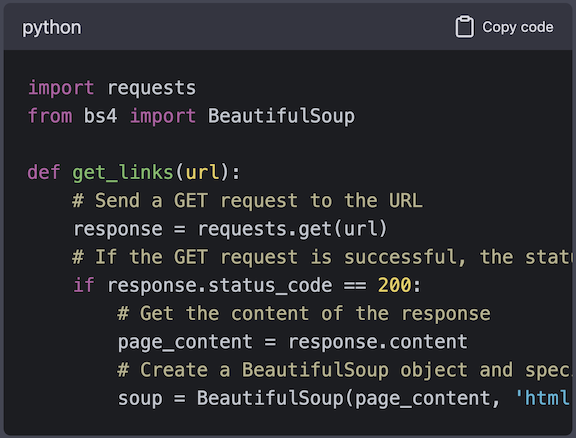 python Copy code
import requests
from bs4 import BeautifulSoup
def get_links(url):
# Send a GET request to the URL
response = requests.get(url)
# If the GET request is successful, the
if response.status_code == 200:
# Get the content of the response
page_content = response.content
# Create a BeautifulSoup object and
soup = BeautifulSoup(page_content, 'html